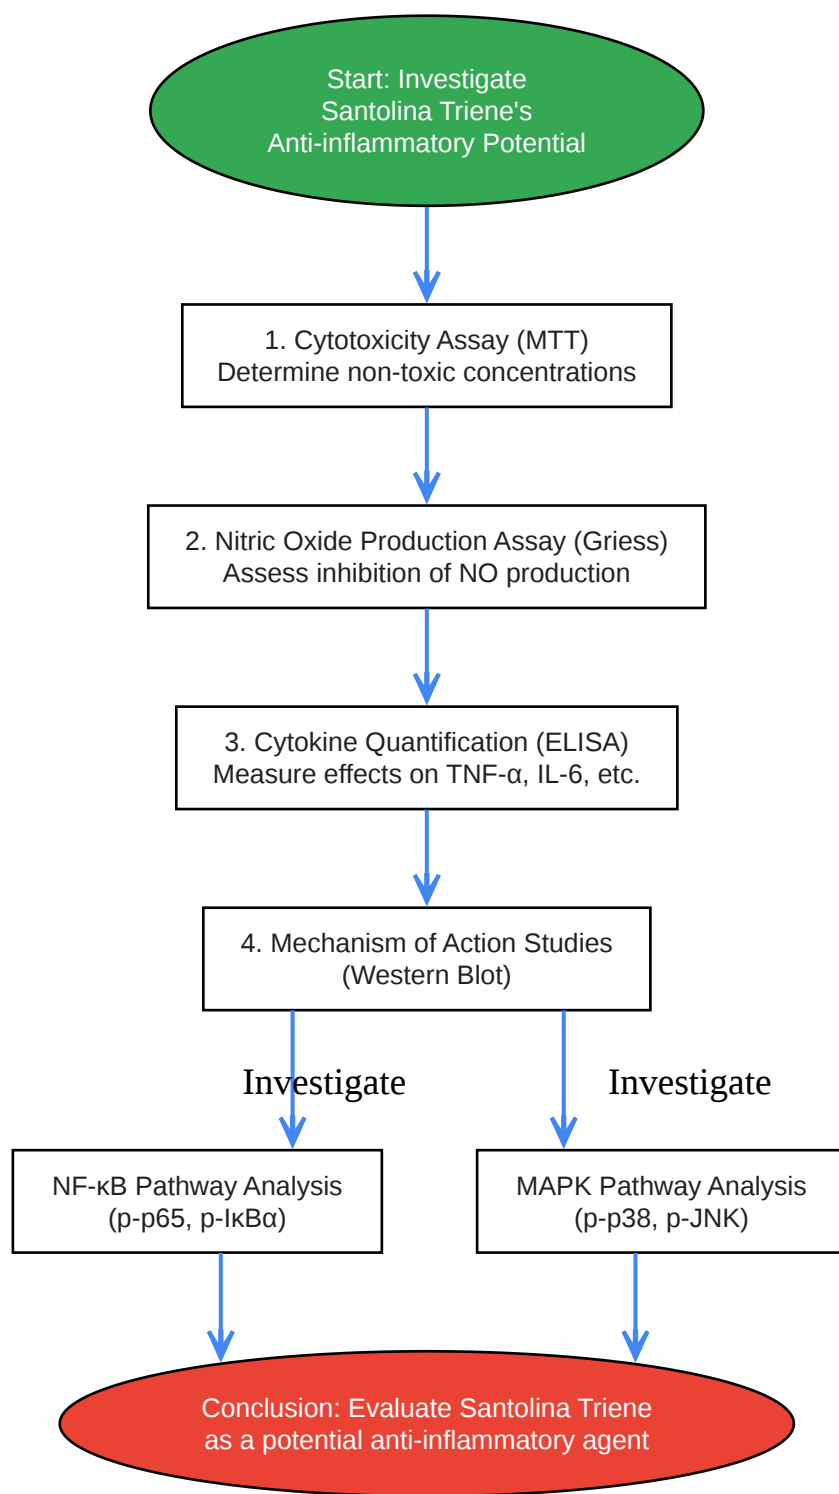 Start: Investigate
Santolina Triene's
Anti-inflammatory Potential
1. Cytotoxicity Assay (MTT)
Determine non-toxic concentrations
2. Nitric Oxide Production Assay (Griess)
Assess inhibition of NO production
3. Cytokine Quantification (ELISA)
Measure effects on TNF-α, IL-6, etc.
4. Mechanism of Action Studies
(Western Blot)
Investigate
Investigate
NF-κB Pathway Analysis
(p-p65, p-IκBα)
MAPK Pathway Analysis
(p-p38, p-JNK)
Conclusion: Evaluate Santolina Triene
as a potential anti-inflammatory agent